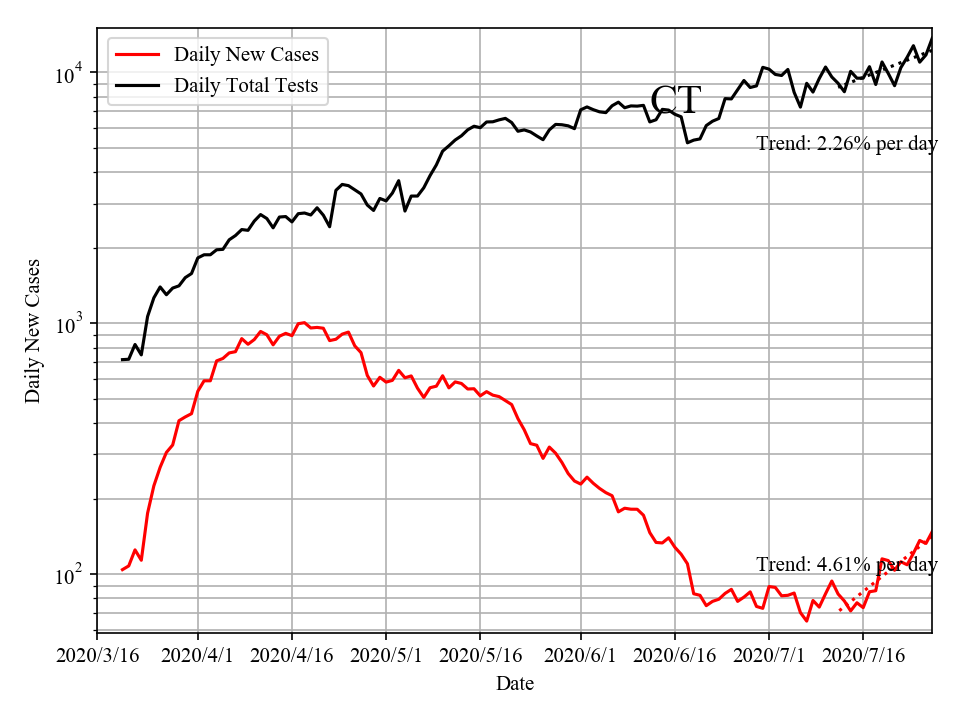 Daily New Cases
Daily Total Tests
CT
Trend: 2.26% per day
Trend: 4.61% per day
10^4
10^3
10^2
Daily New Cases
2020/3/16 2020/4/1 2020/4/16 2020/5/1 2020/5/16 2020/6/1 2020/6/16 2020/7/1 2020/7/16
Date